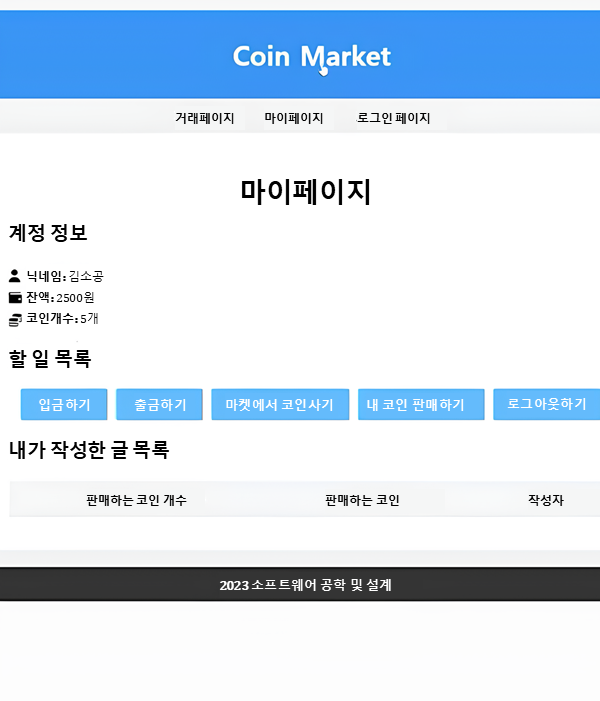 Coin Market
거래페이지 마이페이지 로그인 페이지
마이페이지
계정 정보
닉네임: 김소공
잔액: 2500원
코인개수: 5개
할 일 목록
입금하기 출금하기 마켓에서 코인사기 내 코인 판매하기 로그아웃하기
내가 작성한 글 목록
판매하는 코인 개수 판매하는 코인 작성자
2023 소프트웨어 공학 및 설계